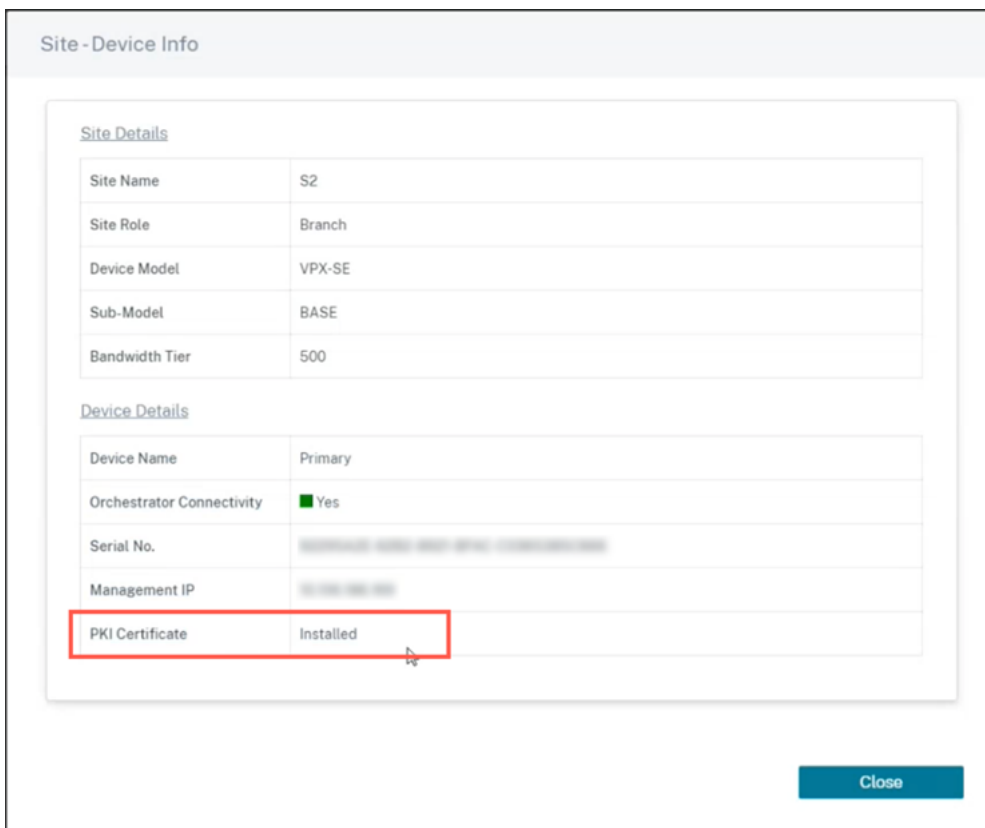 Site - Device Info
Site Details
Site Name S2
Site Role Branch
Device Model VPX-SE
Sub-Model BASE
Bandwidth Tier 500
Device Details
Device Name Primary
Orchestrator Connectivity Yes
Serial No.
Management IP
PKI Certificate Installed
Close